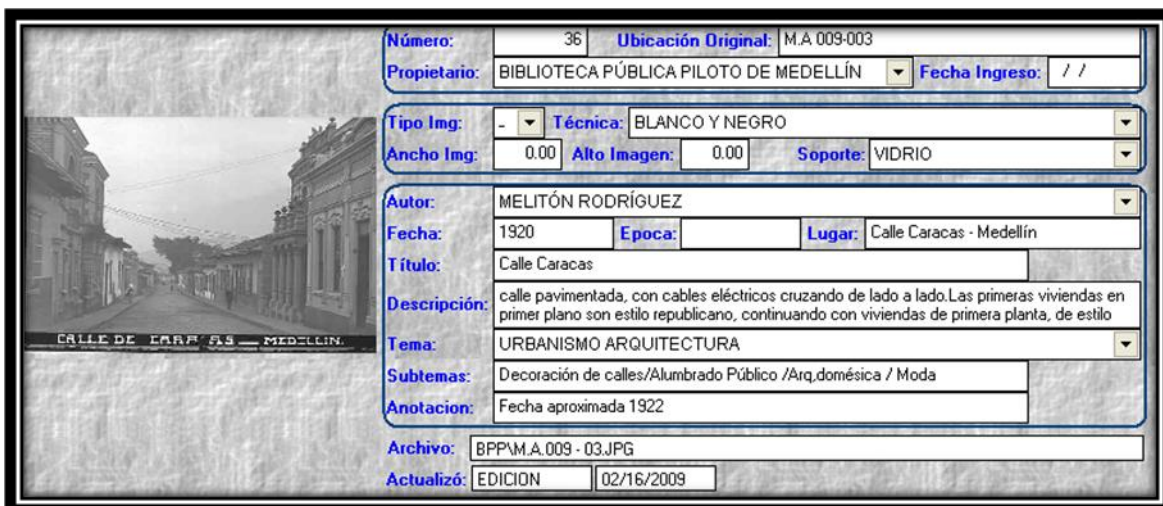 Número: 36 Ubicación Original: M.A 009-003
Propietario: BIBLIOTECA PÚBLICA PILOTO DE MEDELLÍN Fecha Ingreso: / /
Tipo Img: - Técnica: BLANCO Y NEGRO
Ancho Img: 0.00 Alto Imagen: 0.00 Soporte: VIDRIO
Autor: MELITÓN RODRÍGUEZ
Fecha: 1920 Epoca: Lugar: Calle Caracas - Medellín
Título: Calle Caracas
Descripción: calle pavimentada, con cables eléctricos cruzando de lado a lado.Las primeras viviendas en
primer plano son estilo republicano, continuando con viviendas de primera planta, de estilo
Tema: URBANISMO ARQUITECTURA
Subtemas: Decoración de calles/Alumbrado Público /Arq,domésica / Moda
Anotacion: Fecha aproximada 1922
Archivo: BPP\M.A.009 - 03.JPG
Actualizó: EDICION 02/16/2009
CALLE DE MEDELLIN.